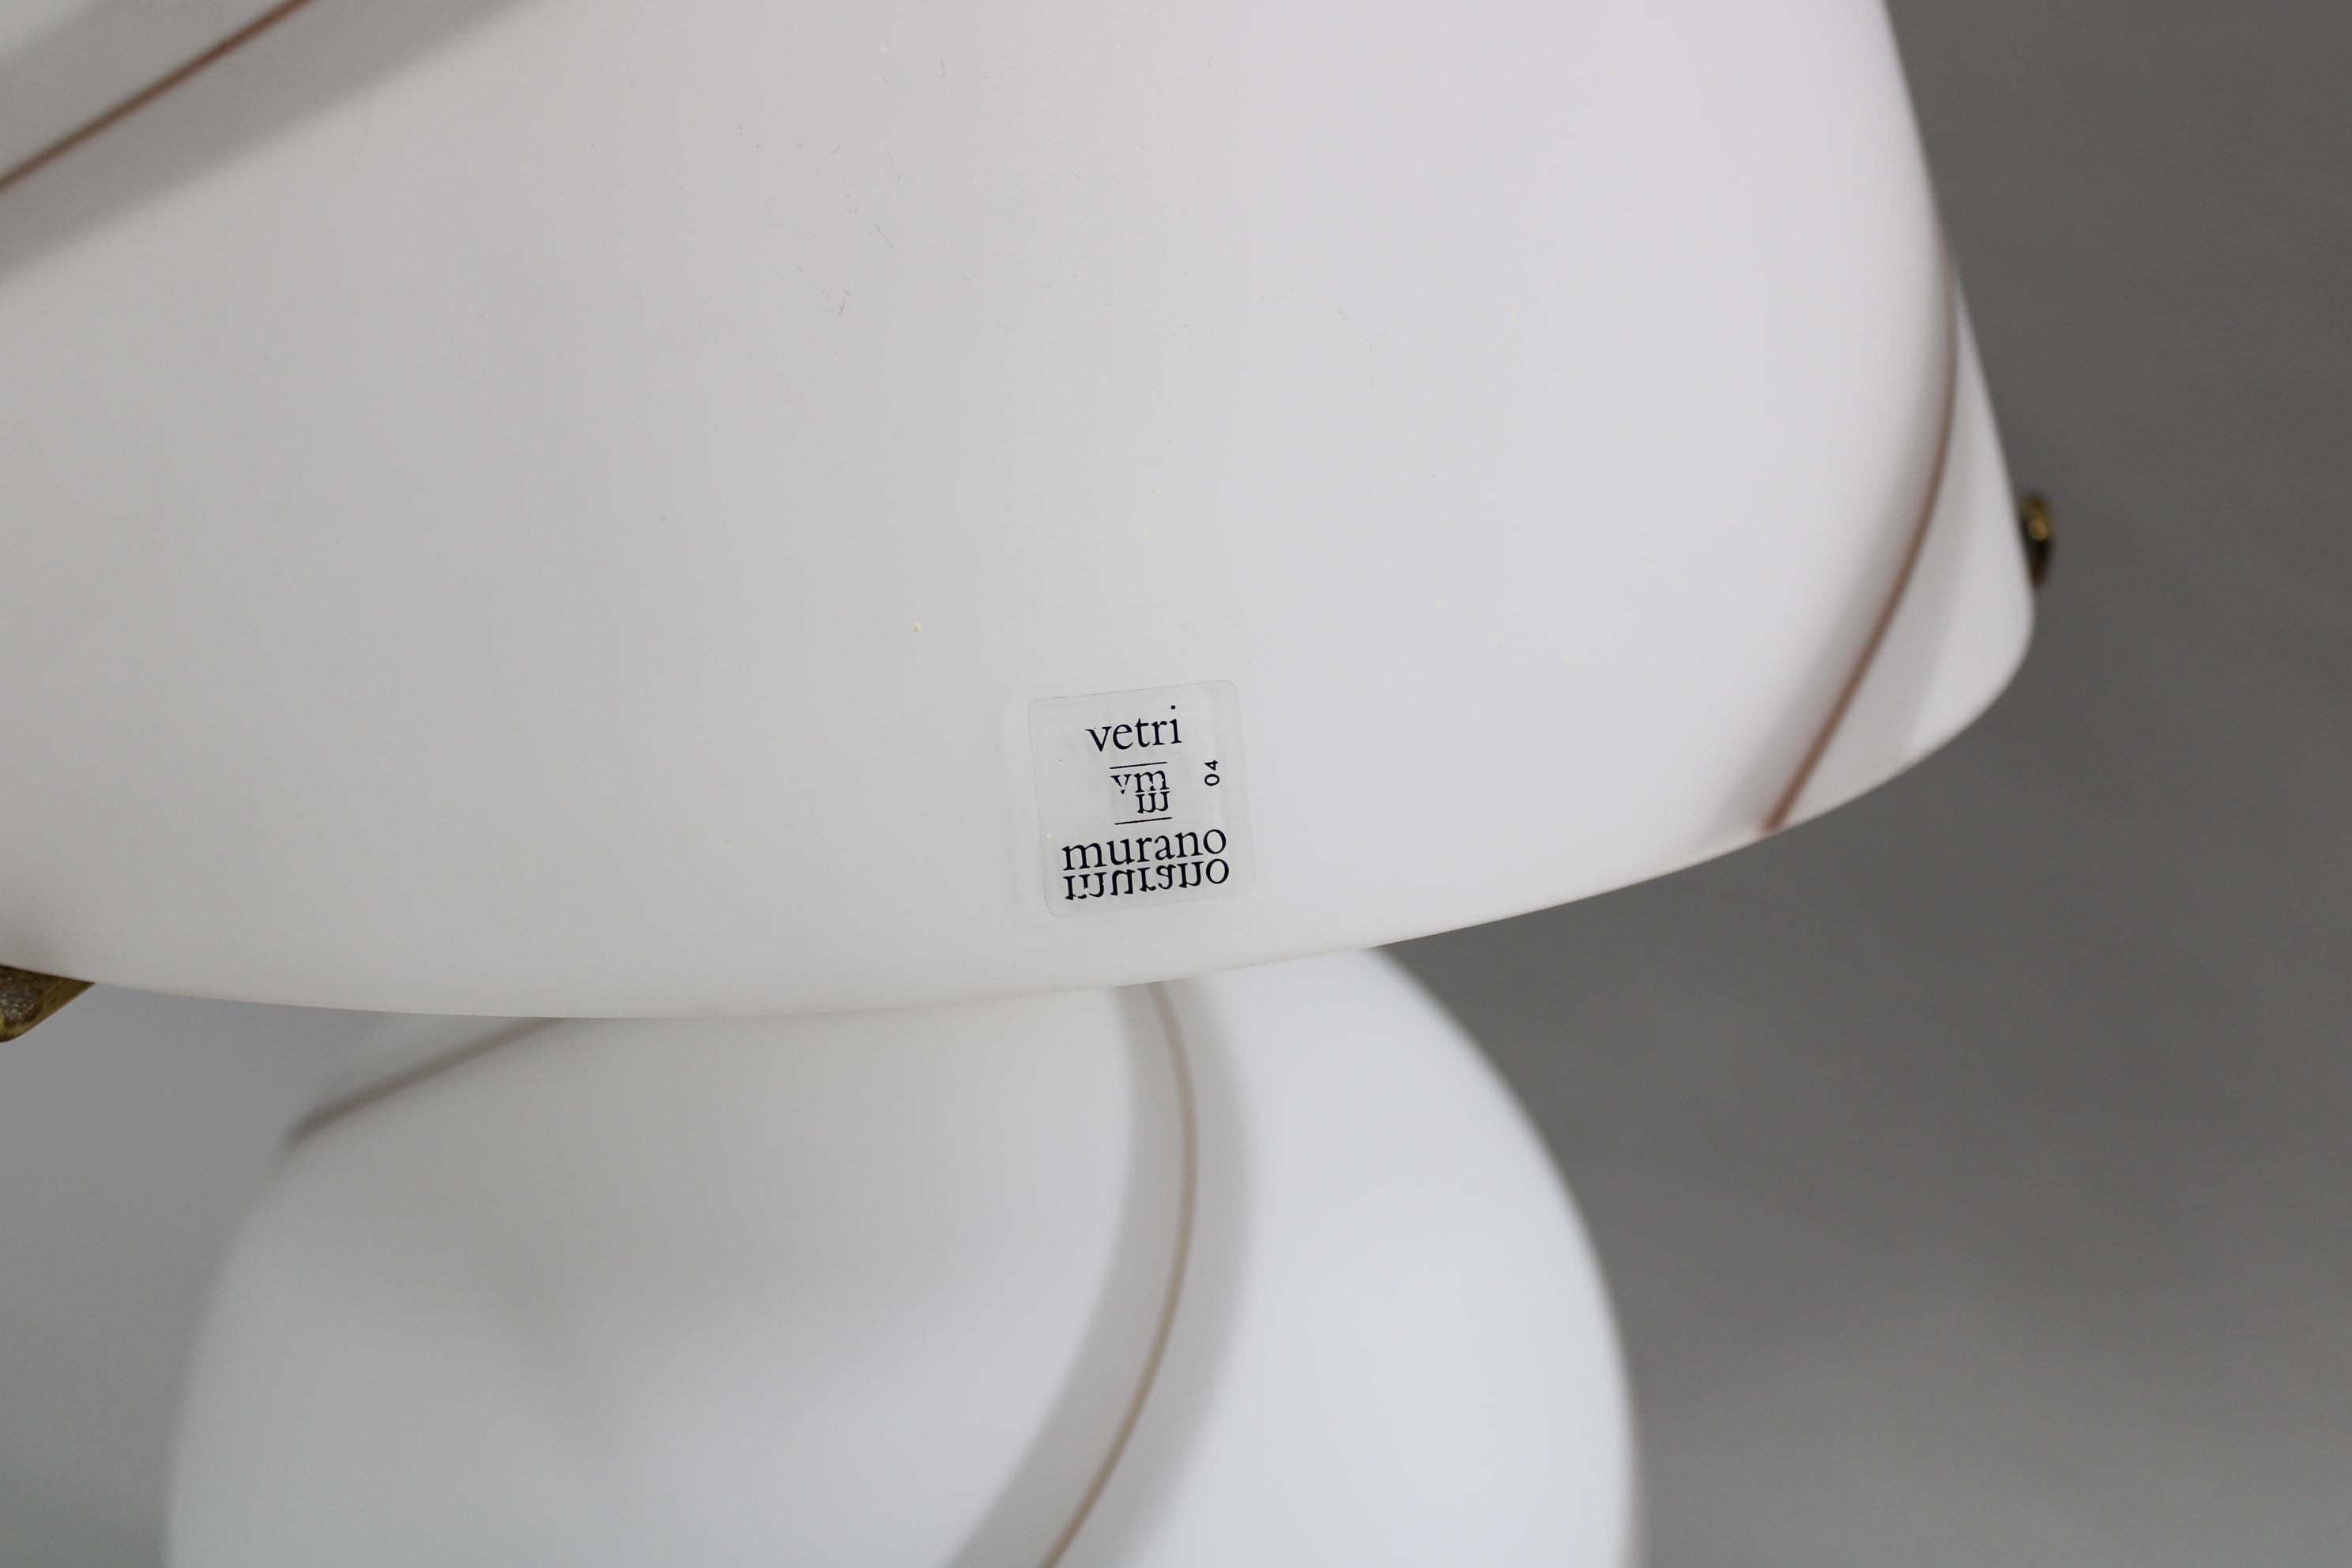 vetri
vm
04
murano